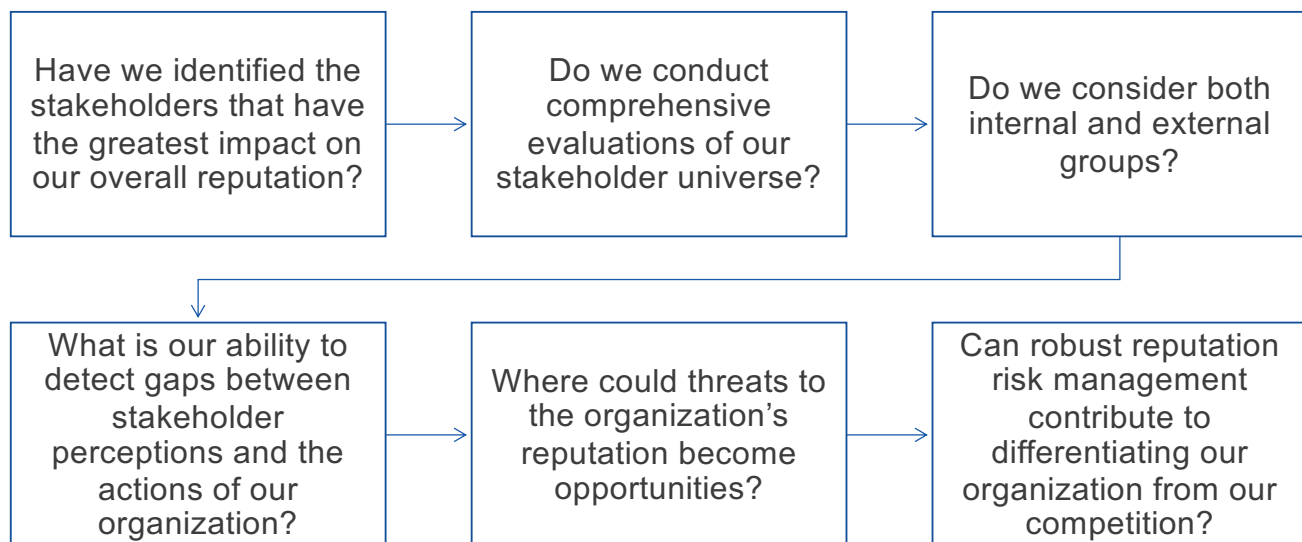 Have we identified the
stakeholders that have
the greatest impact on
our overall reputation?
Do we conduct
comprehensive
evaluations of our
stakeholder universe?
Do we consider both
internal and external
groups?
What is our ability to
detect gaps between
stakeholder
perceptions and the
actions of our
organization?
Where could threats to
the organization’s
reputation become
opportunities?
Can robust reputation
risk management
contribute to
differentiating our
organization from our
competition?